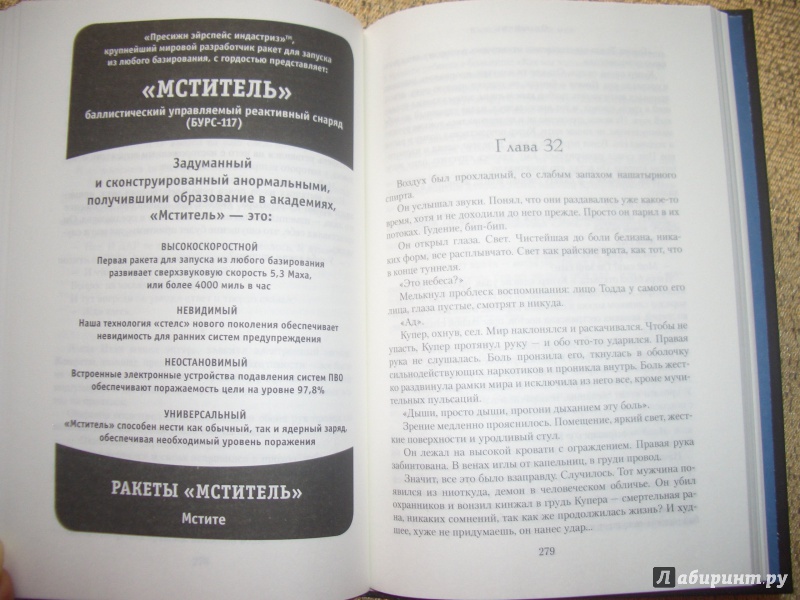 «Пресижн эйрспейс индастриз»™,
крупнейший мировой разработчик ракет для запуска
из любого базирования, с гордостью представляет:
«МСТИТЕЛЬ»
баллистический управляемый реактивный снаряд
(БУРС-117)
Задуманный
и сконструированный анормальными,
получившими образование в академиях,
«Мститель» — это:
ВЫСОКОСКОРОСТНОЙ
Первая ракета для запуска из любого базирования
развивает сверхзвуковую скорость 5,3 Маха,
или более 4000 миль в час
НЕВИДИМЫЙ
Наша технология «стелс» нового поколения обеспечивает
невидимость для ранних систем предупреждения
НЕОСТАНОВИМЫЙ
Встроенные электронные устройства подавления систем ПВО
обеспечивают поражаемость цели на уровне 97,8%
УНИВЕРСАЛЬНЫЙ
«Мститель» способен нести как обычный, так и ядерный заряд,
обеспечивая необходимый уровень поражения
РАКЕТЫ «МСТИТЕЛЬ»
Мстите
Глава 32
Воздух был прохладный, со слабым запахом нашатырного
спирта.
Он услышал звуки. Понял, что они раздавались уже какое-то
время, хотя и не доходили до него прежде. Просто он парил в их
потоках. Гудение, бип-бип.
Он открыл глаза. Свет. Чистейшая до боли белизна, ника-
ких форм, все расплывчато. Свет как райские врата, как тот, что
в конце туннеля.
«Это небеса?»
Мелькнул проблеск воспоминания: лицо Тодда у самого его
лица, глаза пустые, смотрят в никуда.
«Ад».
Купер, охнув, сел. Мир наклонялся и раскачивался. Чтобы не
упасть, Купер протянул руку — и обо что-то ударился. Правая
рука не слушалась. Боль пронзила его, ткнулась в оболочку
сильнодействующих наркотиков и проникла внутрь. Боль жест-
ко раздвинула рамки мира и исключила из него все, кроме мучи-
тельных пульсаций.
«Дыши, просто дыши, прогони дыханием эту боль».
Зрение медленно прояснилось. Помещение, яркий свет, жест-
кие поверхности и уродливый стул.
Он лежал на высокой кровати с ограждением. Правая рука
забинтована. В венах иглы от капельниц, в груди провод.
Значит, все это было взаправду. Случилось. Тот мужчина по-
явился из ниоткуда, демон в человеческом обличье. Он убил
охранников и вонзил кинжал в грудь Купера — смертельная ра-
на, никаких сомнений, так как же продолжилась жизнь? И худ-
шее, хуже не придумаешь, он нанес удар...
279
Лабиринт.ру